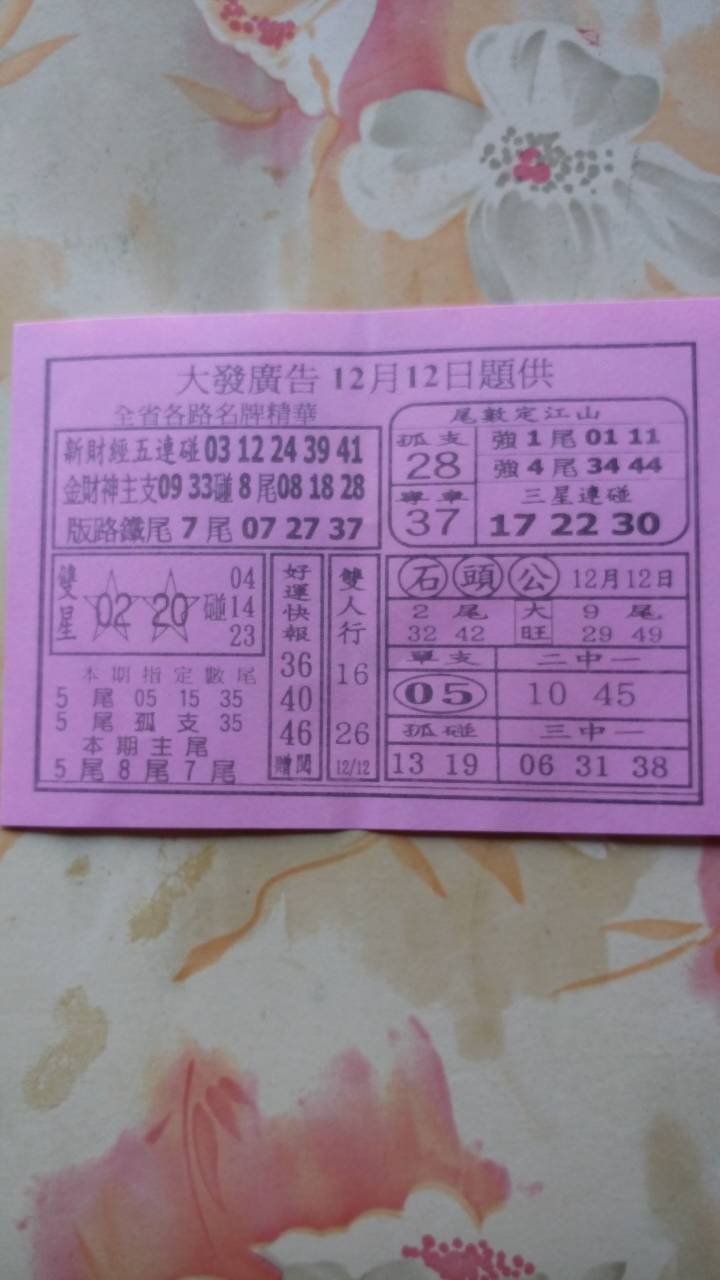 大發廣告 12月12日題供
全省各路名牌精華
新財經五連碰 03 12 24 39 41
金財神主支09 33碰 8 尾08 18 28
版路鐵尾 7 尾 07 27 37
尾數定江山
孤支 28
強 1 尾 01 11
強 4 尾 34 44
37
三星連碰
17 22 30
雙星 02 20 碰 04 14 23
本期指定數尾
5 尾 05 15 35
5 尾 孤 支 35
本期主尾
5 尾 8 尾 7 尾
好運快報
36
40
46
贈閱
雙人行
16
26
12/12
石頭公 12月12日
2 尾 大 9 尾
32 42 旺 29 49
單支 二中一
05 10 45
孤碰 三中一
13 19 06 31 38